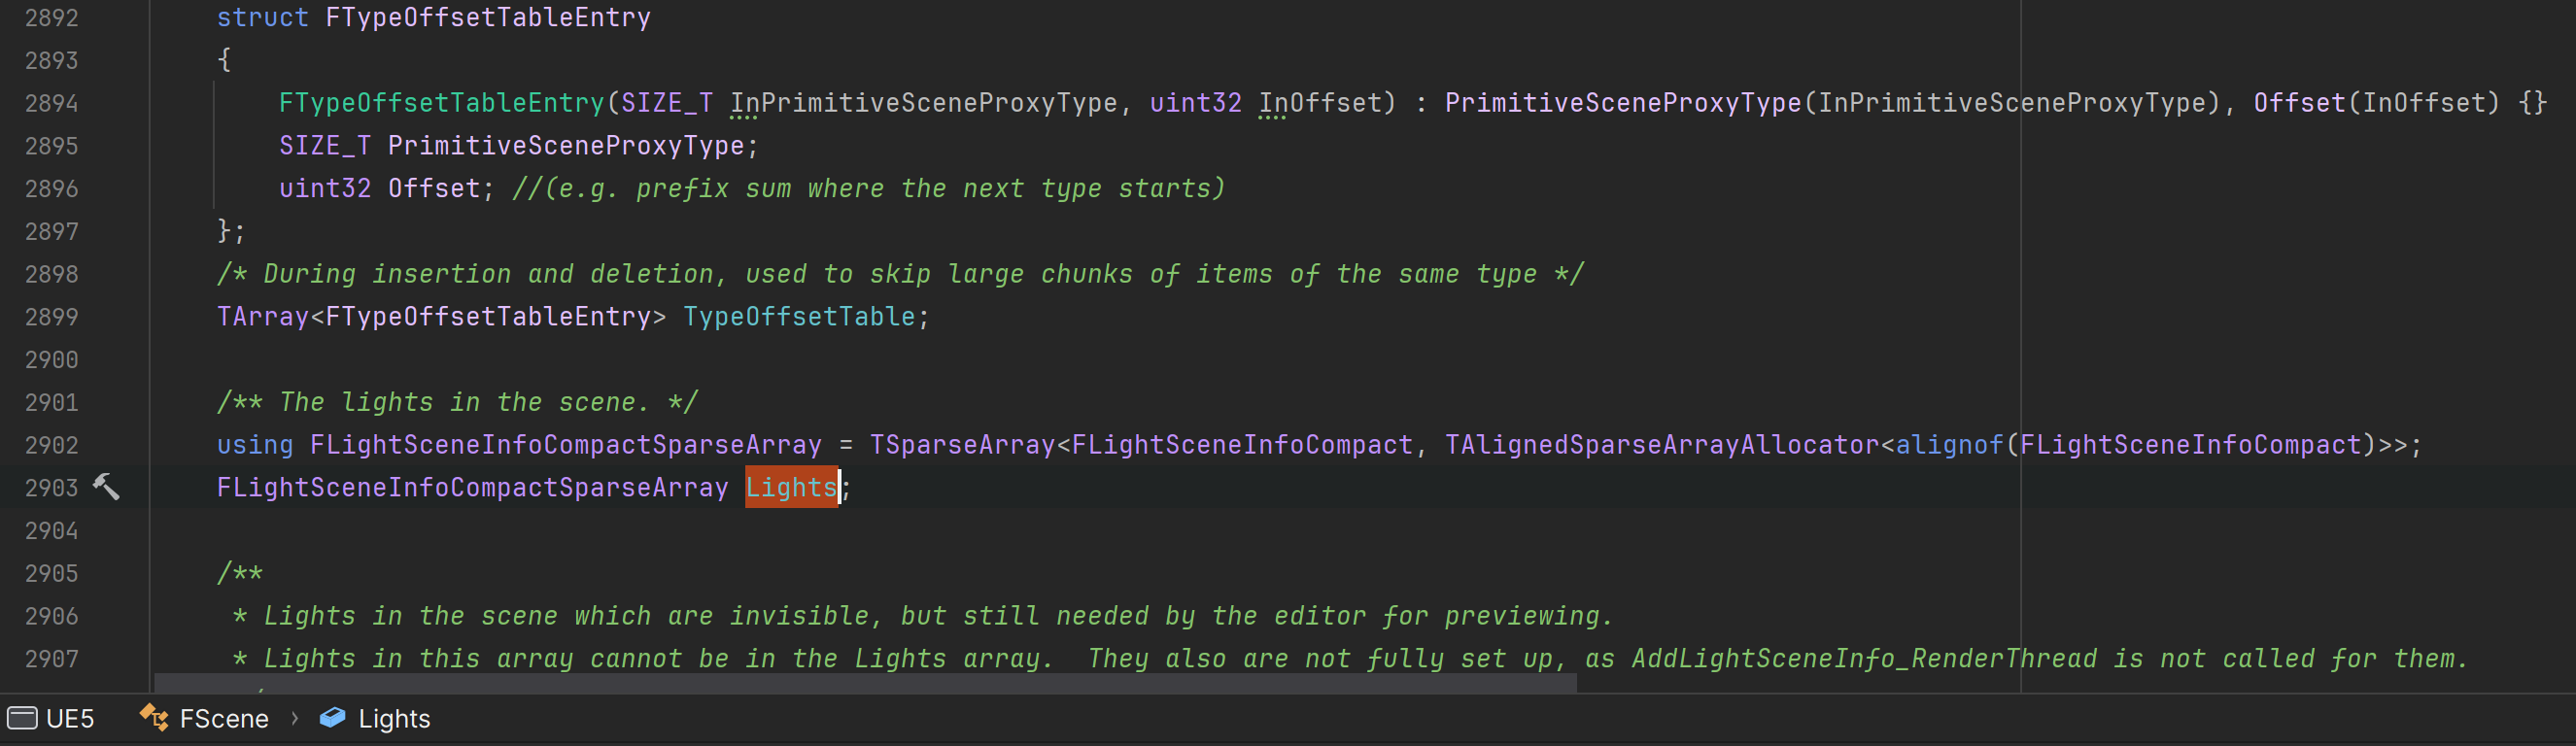 2892 struct FTypeOffsetTableEntry
2893 {
2894 FTypeOffsetTableEntry(SIZE_T InPrimitiveSceneProxyType, uint32 InOffset) : PrimitiveSceneProxyType(InPrimitiveSceneProxyType), Offset(InOffset) {}
2895 SIZE_T PrimitiveSceneProxyType;
2896 uint32 Offset; //(e.g. prefix sum where the next type starts)
2897 };
2898 /* During insertion and deletion, used to skip large chunks of items of the same type */
2899 TArray<FTypeOffsetTableEntry> TypeOffsetTable;
2900
2901 /** The lights in the scene. */
2902 using FLightSceneInfoCompactSparseArray = TSparseArray<FLightSceneInfoCompact, TAlignedSparseArrayAllocator<alignof(FLightSceneInfoCompact)>>;
2903 FLightSceneInfoCompactSparseArray Lights;
2904
2905 /**
2906 * Lights in the scene which are invisible, but still needed by the editor for previewing.
2907 * Lights in this array cannot be in the Lights array.  They also are not fully set up, as AddLightSceneInfo_RenderThread is not called for them.
UE5 FScene › Lights